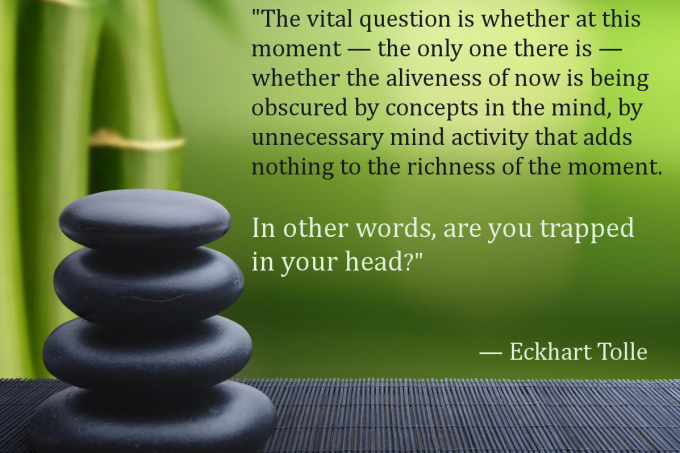 "The vital question is whether at this
moment — the only one there is —
whether the aliveness of now is being
obscured by concepts in the mind, by
unnecessary mind activity that adds
nothing to the richness of the moment.
In other words, are you trapped
in your head?"
— Eckhart Tolle